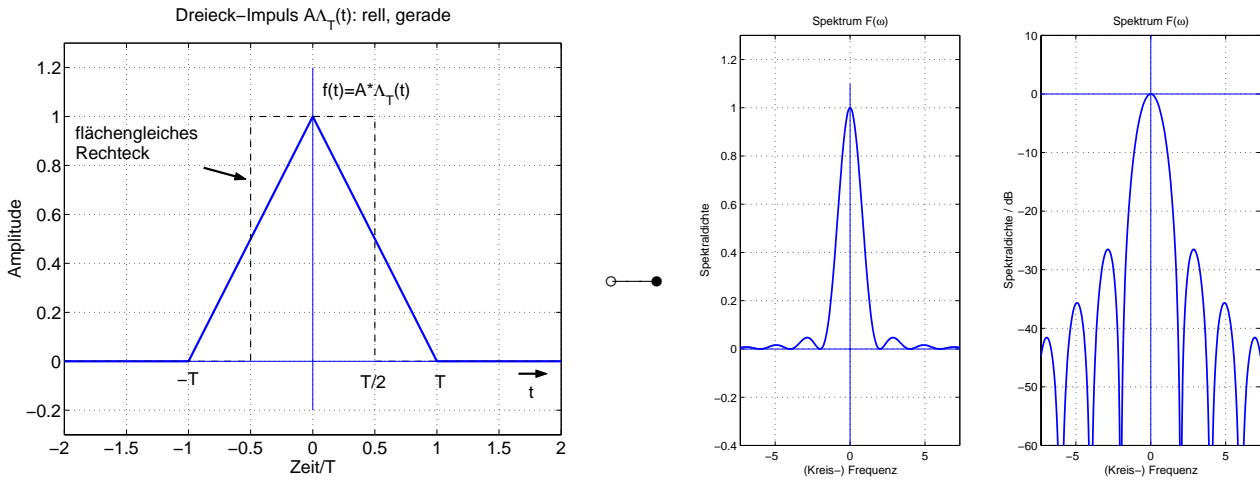 Dreieck−Impuls AΛ_T(t): rell, gerade
1.2
1
0.8
0.6
0.4
0.2
0
−0.2
Amplitude
f(t)=A*Λ_T(t)
flächengleiches
Rechteck
−T
T/2
T
t
−2
−1.5
−1
−0.5
0
0.5
1
1.5
2
Zeit/T
Spektrum F(ω)
1.2
1
0.8
0.6
0.4
0.2
0
−0.2
−0.4
Spektraldichte
−5
0
5
(Kreis−) Frequenz
Spektrum F(ω)
10
0
−10
−20
−30
−40
−50
−60
Spektraldichte / dB
−5
0
5
(Kreis−) Frequenz